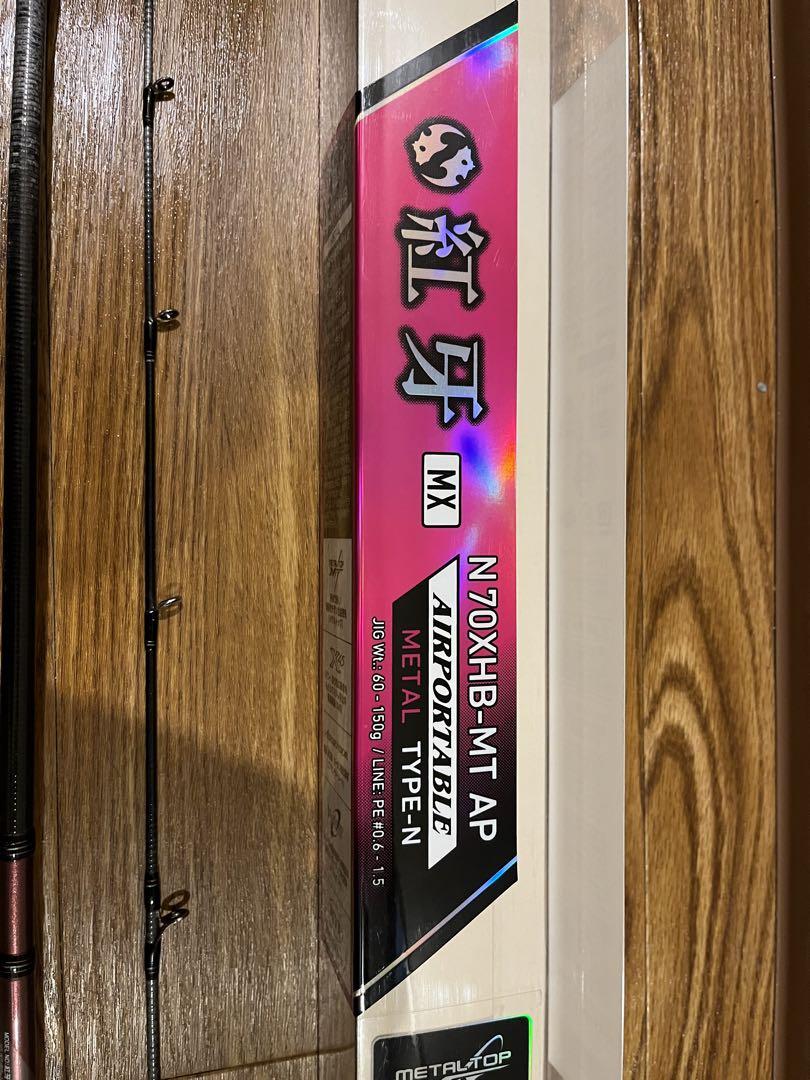 紅牙
MX
N 70XHB-MT AP
AIRPORTABLE
METAL TYPE-N
JIG Wt.: 60 - 150g / LINE: PE #0.6 - 1.5
METAL TOP